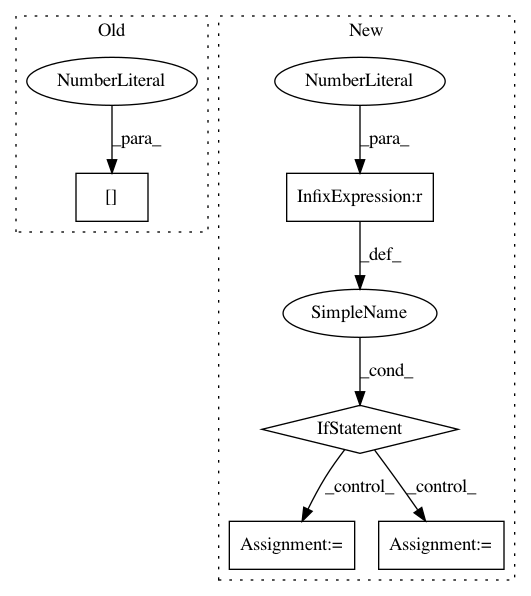 Old
New
NumberLiteral
NumberLiteral
_para_
_para_
[]
InfixExpression:r
_def_
SimpleName
_cond_
IfStatement
_control_
_control_
Assignment:=
Assignment:=